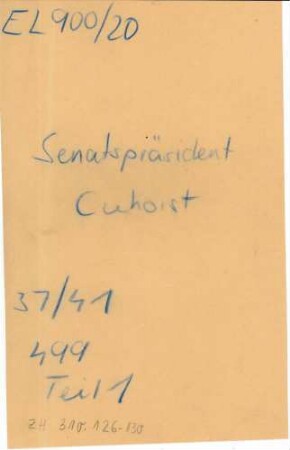 EL 900/20
Senatspräsident
Cuhorst
37/41
499
Teil 1